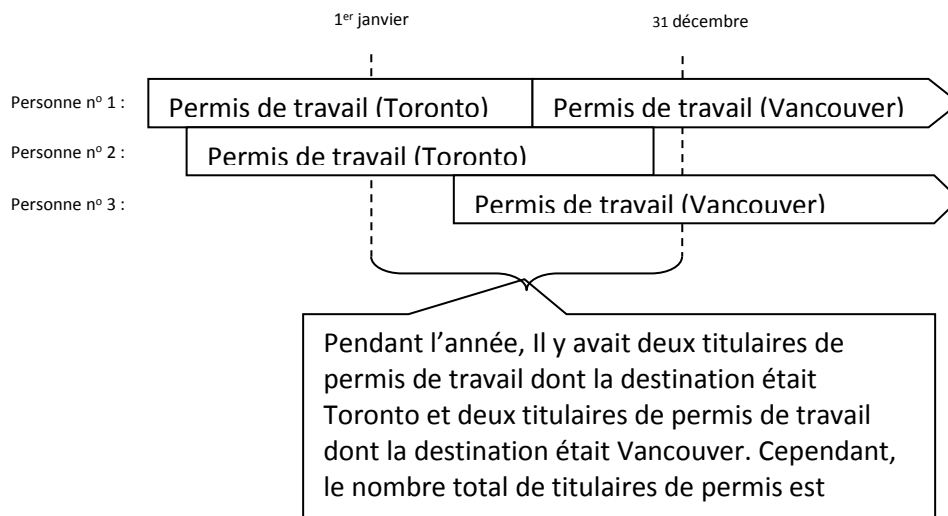 1er janvier
31 décembre
Personne no 1 :
Permis de travail (Toronto)
Permis de travail (Vancouver)
Personne no 2 :
Permis de travail (Toronto)
Personne no 3 :
Permis de travail (Vancouver)
Pendant l’année, Il y avait deux titulaires de
permis de travail dont la destination était
Toronto et deux titulaires de permis de travail
dont la destination était Vancouver. Cependant,
le nombre total de titulaires de permis est